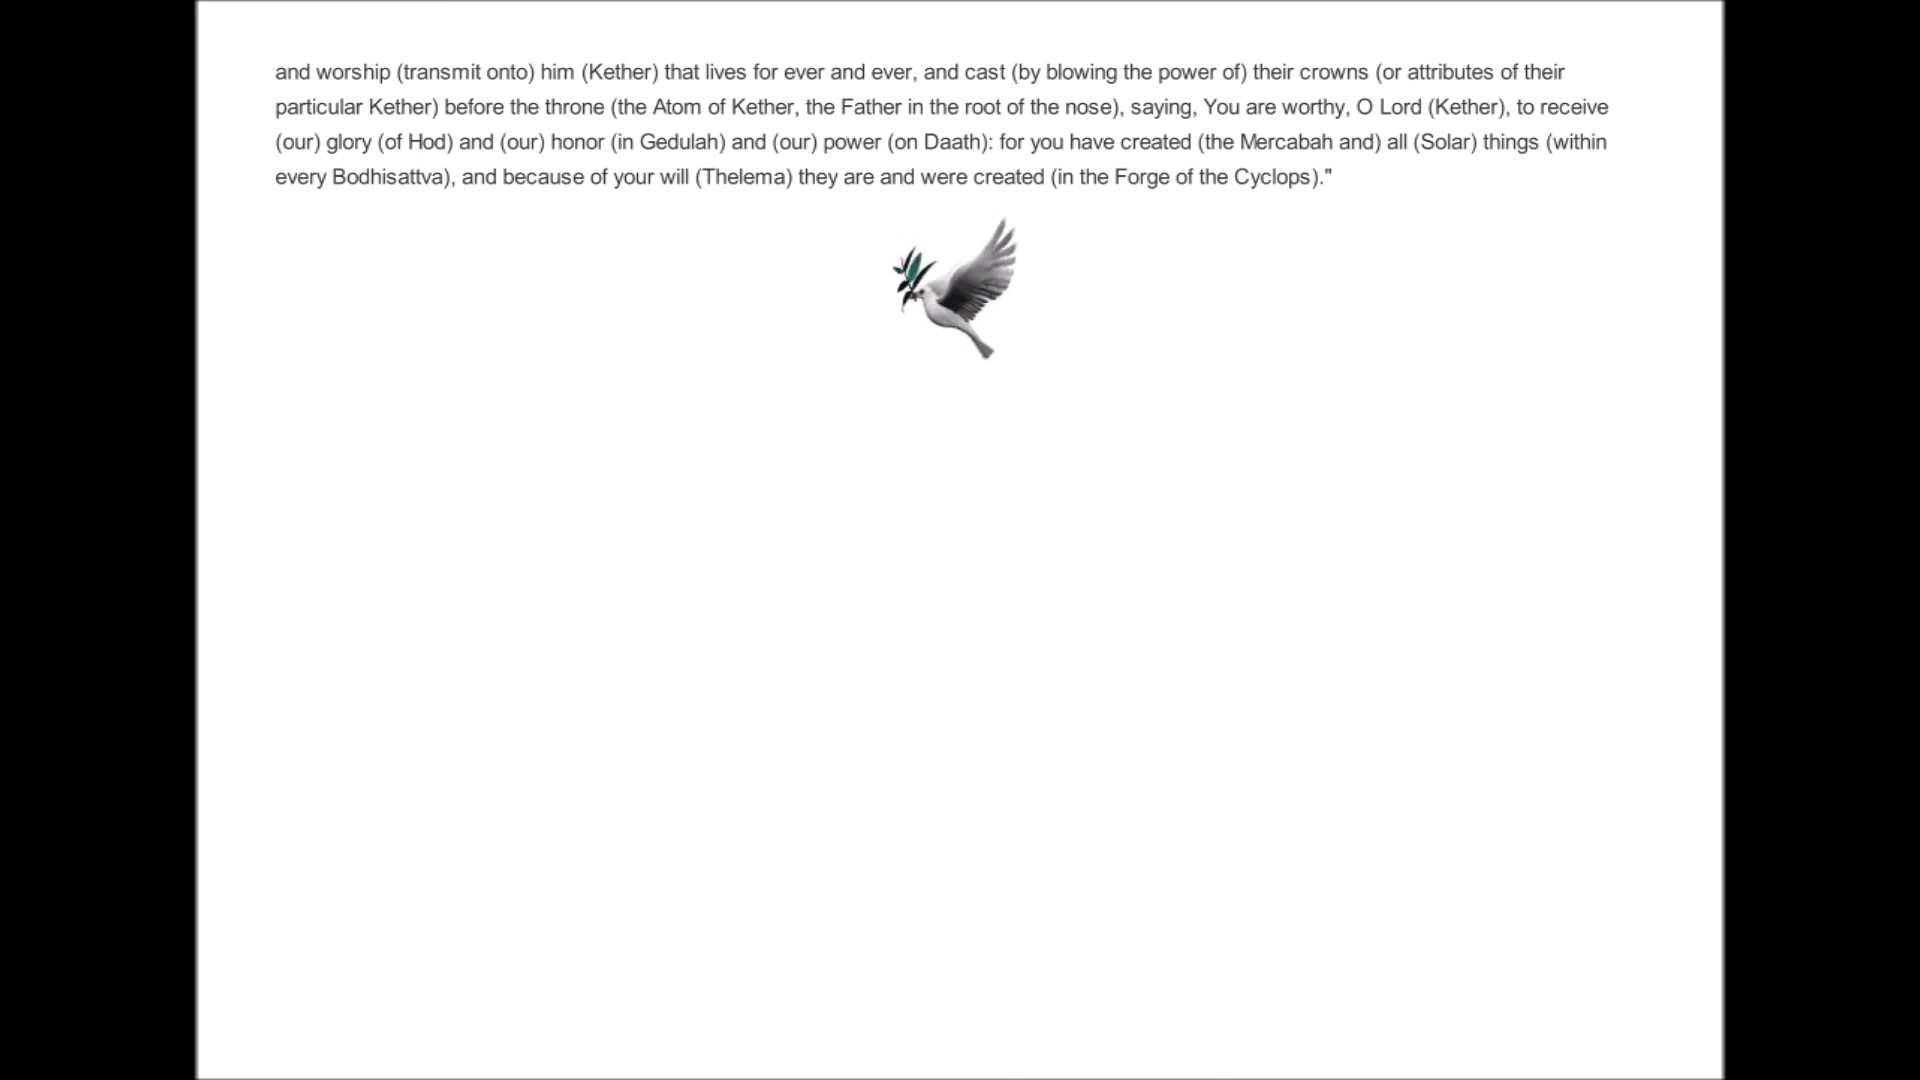 and worship (transmit onto) him (Kether) that lives for ever and ever, and cast (by blowing the power of) their crowns (or attributes of their
particular Kether) before the throne (the Atom of Kether, the Father in the root of the nose), saying, You are worthy, O Lord (Kether), to receive
(our) glory (of Hod) and (our) honor (in Gedulah) and (our) power (on Daath): for you have created (the Mercabah and) all (Solar) things (within
every Bodhisattva), and because of your will (Thelema) they are and were created (in the Forge of the Cyclops)."